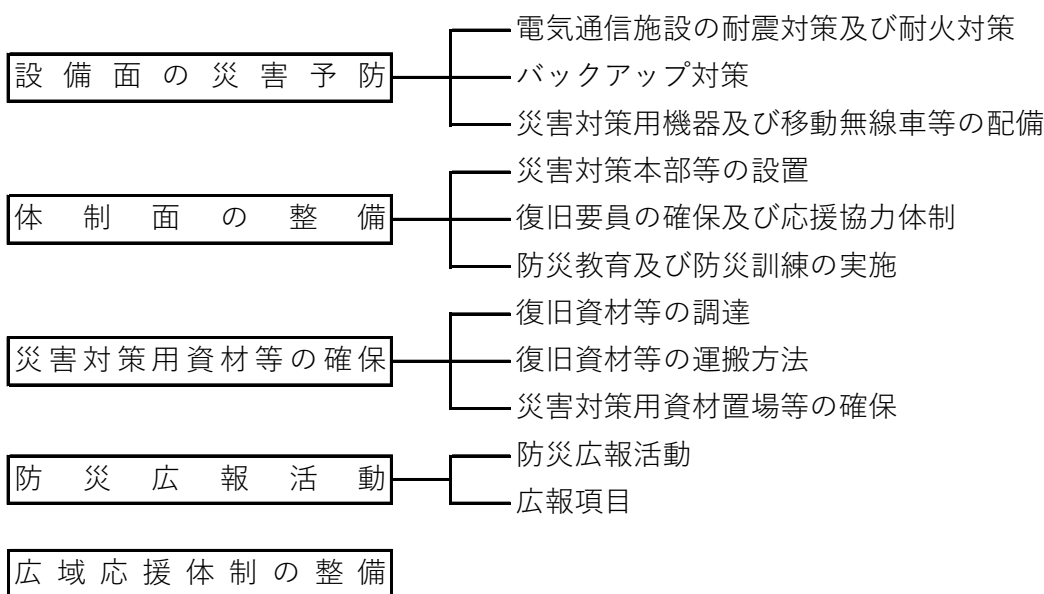 電気通信施設の耐震対策及び耐火対策
設備面の災害予防
バックアップ対策
災害対策用機器及び移動無線車等の配備
災害対策本部等の設置
体制面の整備
復旧要員の確保及び応援協力体制
防災教育及び防災訓練の実施
復旧資材等の調達
災害対策用資材等の確保
復旧資材等の運搬方法
災害対策用資材置場等の確保
防災広報活動
防災広報活動
広報項目
広域応援体制の整備